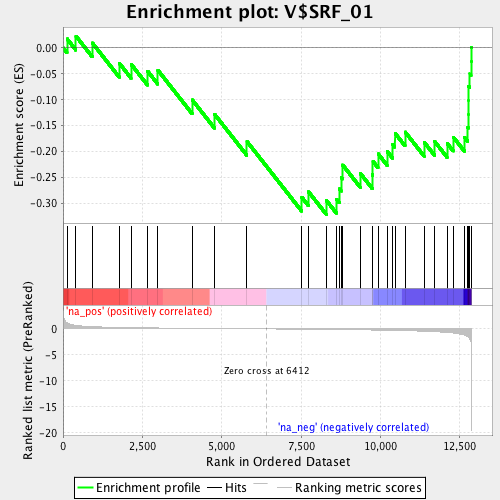 Enrichment plot: V$SRF_01
Enrichment score (ES)
0.00
-0.05
-0.10
-0.15
-0.20
-0.25
-0.30
'na_pos' (positively correlated)
Ranked list metric (PreRanked)
0
-5
-10
-15
-20
Zero cross at 6412
'na_neg' (negatively correlated)
0
2,500
5,000
7,500
10,000
12,500
Rank in Ordered Dataset
Enrichment profile
Hits
Ranking metric scores